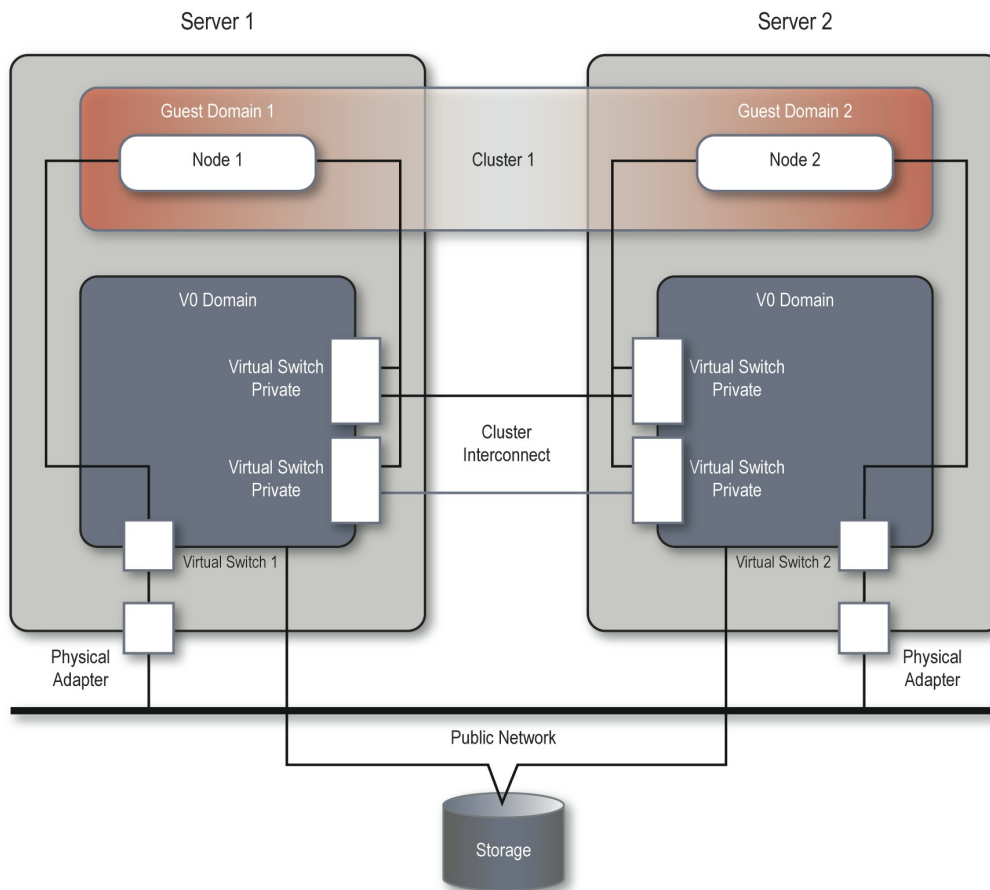 Server 1
Server 2
Guest Domain 1
Guest Domain 2
Node 1
Cluster 1
Node 2
V0 Domain
V0 Domain
Virtual Switch
Private
Virtual Switch
Private
Cluster
Interconnect
Virtual Switch
Private
Virtual Switch
Private
Virtual Switch 1
Virtual Switch 2
Physical
Adapter
Physical
Adapter
Public Network
Storage